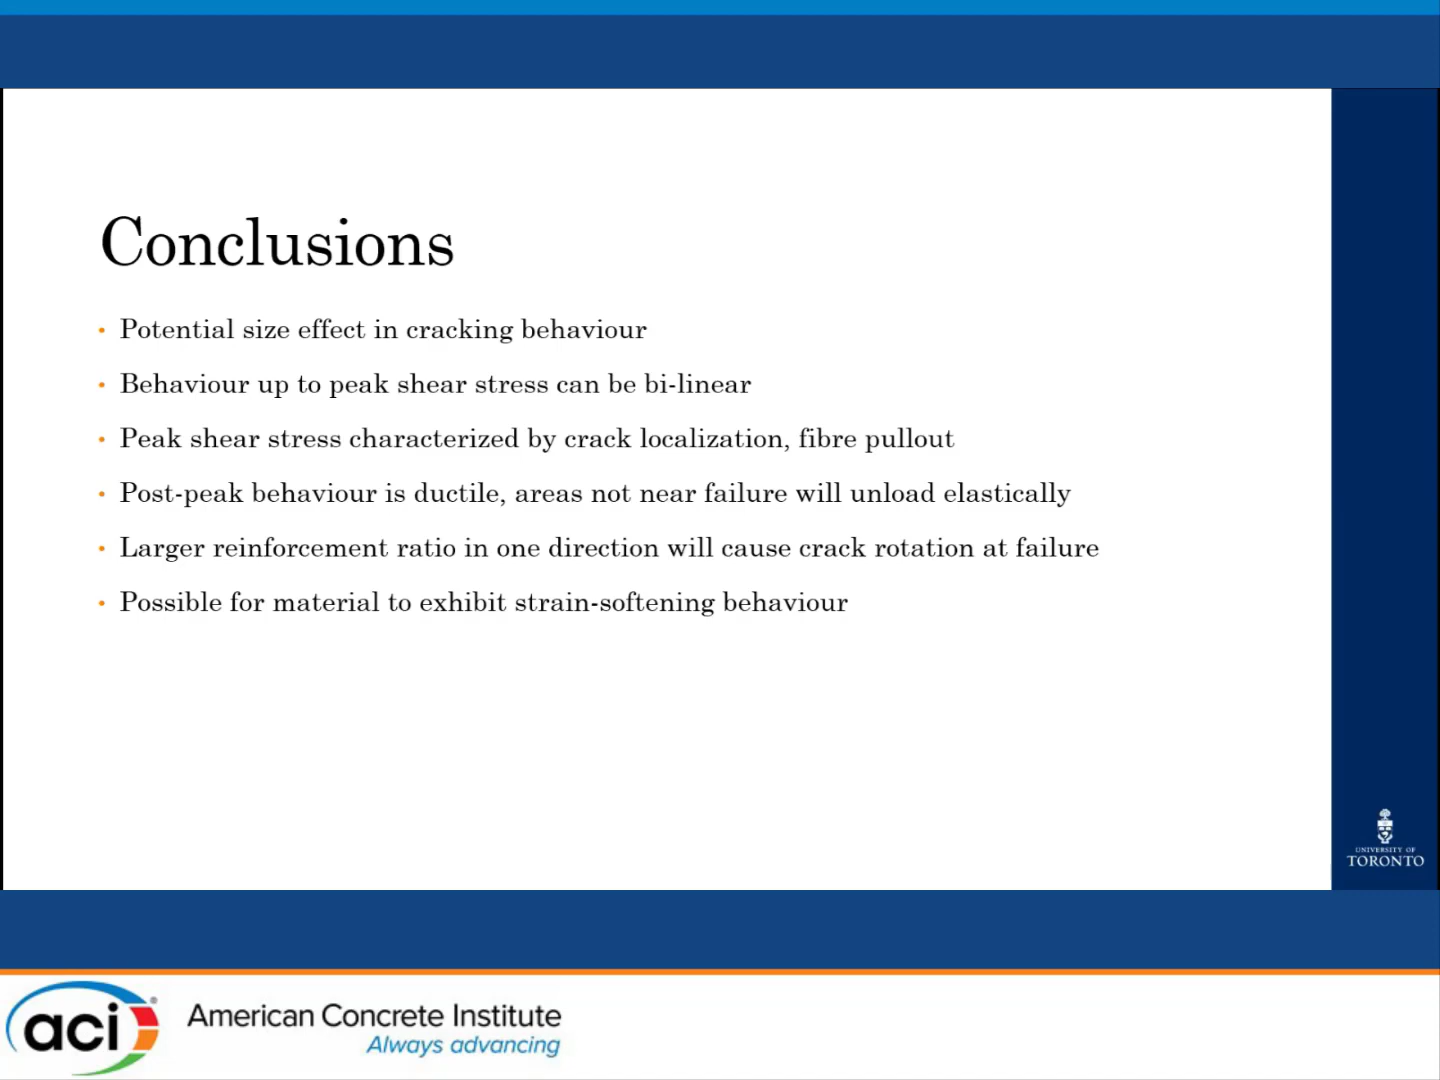 Conclusions
• Potential size effect in cracking behaviour
• Behaviour up to peak shear stress can be bi-linear
• Peak shear stress characterized by crack localization, fibre pullout
• Post-peak behaviour is ductile, areas not near failure will unload elastically
• Larger reinforcement ratio in one direction will cause crack rotation at failure
• Possible for material to exhibit strain-softening behaviour
UNIVERSITY OF
TORONTO
aci®
American Concrete Institute
Always advancing